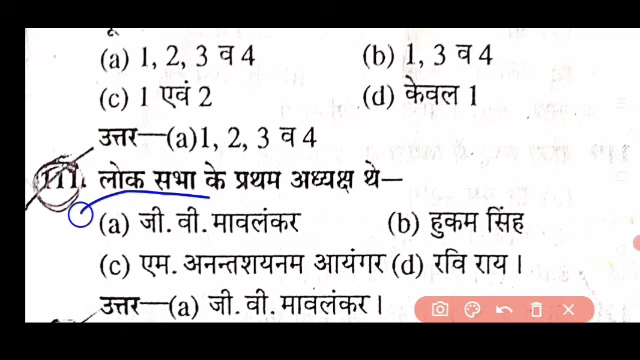 (a) 1, 2, 3 व 4 (b) 1, 3 व 4
(c) 1 एवं 2 (d) केवल 1
उत्तर—(a)1, 2, 3 व 4
111. लोक सभा के प्रथम अध्यक्ष थे—
(a) जी. वी. मावलंकर (b) हुकम सिंह
(c) एम. अनन्तशयनम आयंगर (d) रवि राय।
उत्तर—(a) जी. वी. मावलंकर।